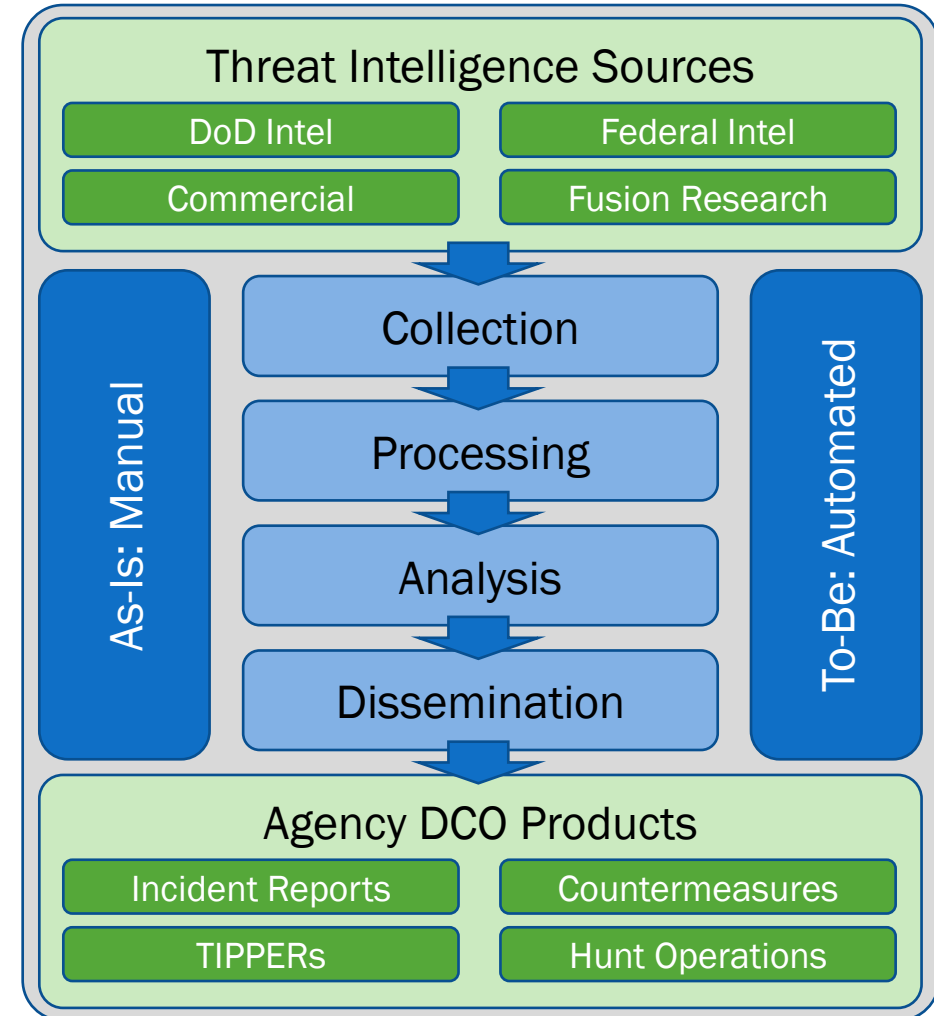 Threat Intelligence Sources
DoD Intel
Federal Intel
Commercial
Fusion Research
As-Is: Manual
Collection
Processing
Analysis
Dissemination
To-Be: Automated
Agency DCO Products
Incident Reports
Countermeasures
TIPPERs
Hunt Operations